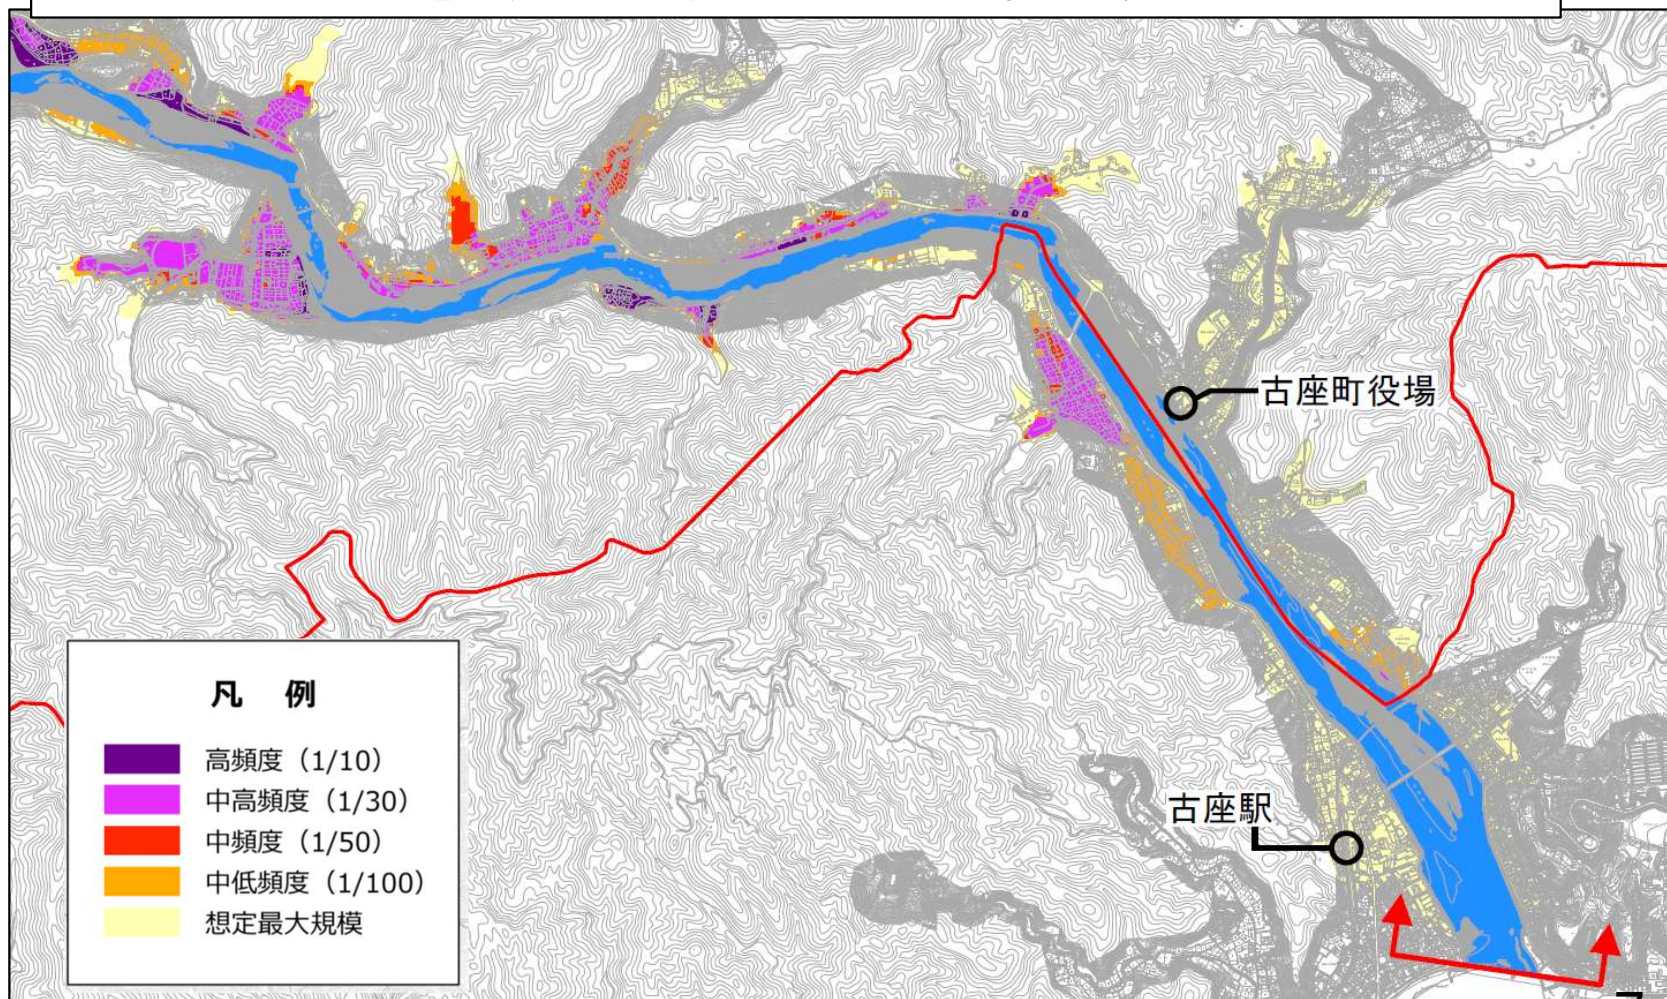 古座町役場
凡 例
高頻度(1/10)
中高頻度(1/30)
中頻度(1/50)
中低頻度(1/100)
想定最大規模
古座駅